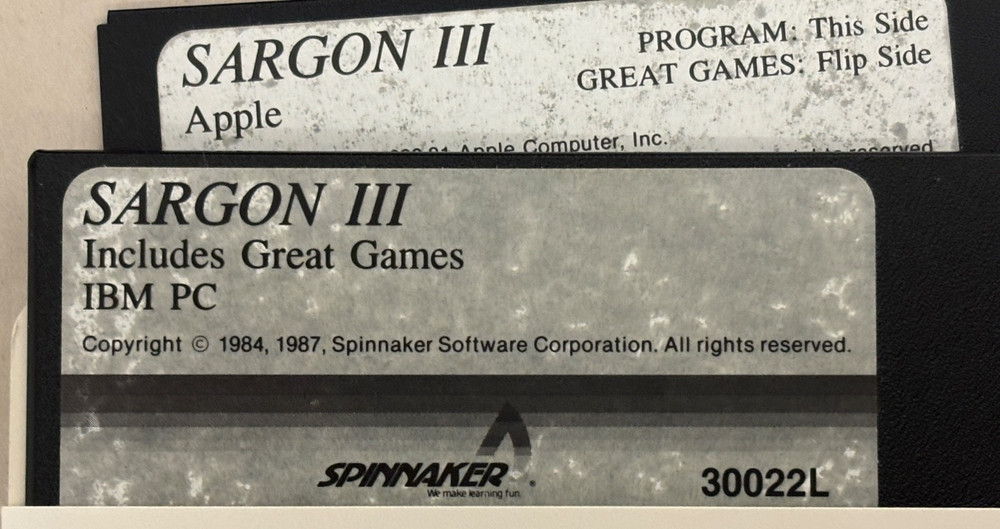 SARGON III
PROGRAM: This Side
GREAT GAMES: Flip Side
Apple
Apple Computer, Inc.
reserved
SARGON III
Includes Great Games
IBM PC
Copyright © 1984, 1987, Spinnaker Software Corporation. All rights reserved.
SPINNAKER
We make learning fun.
30022L